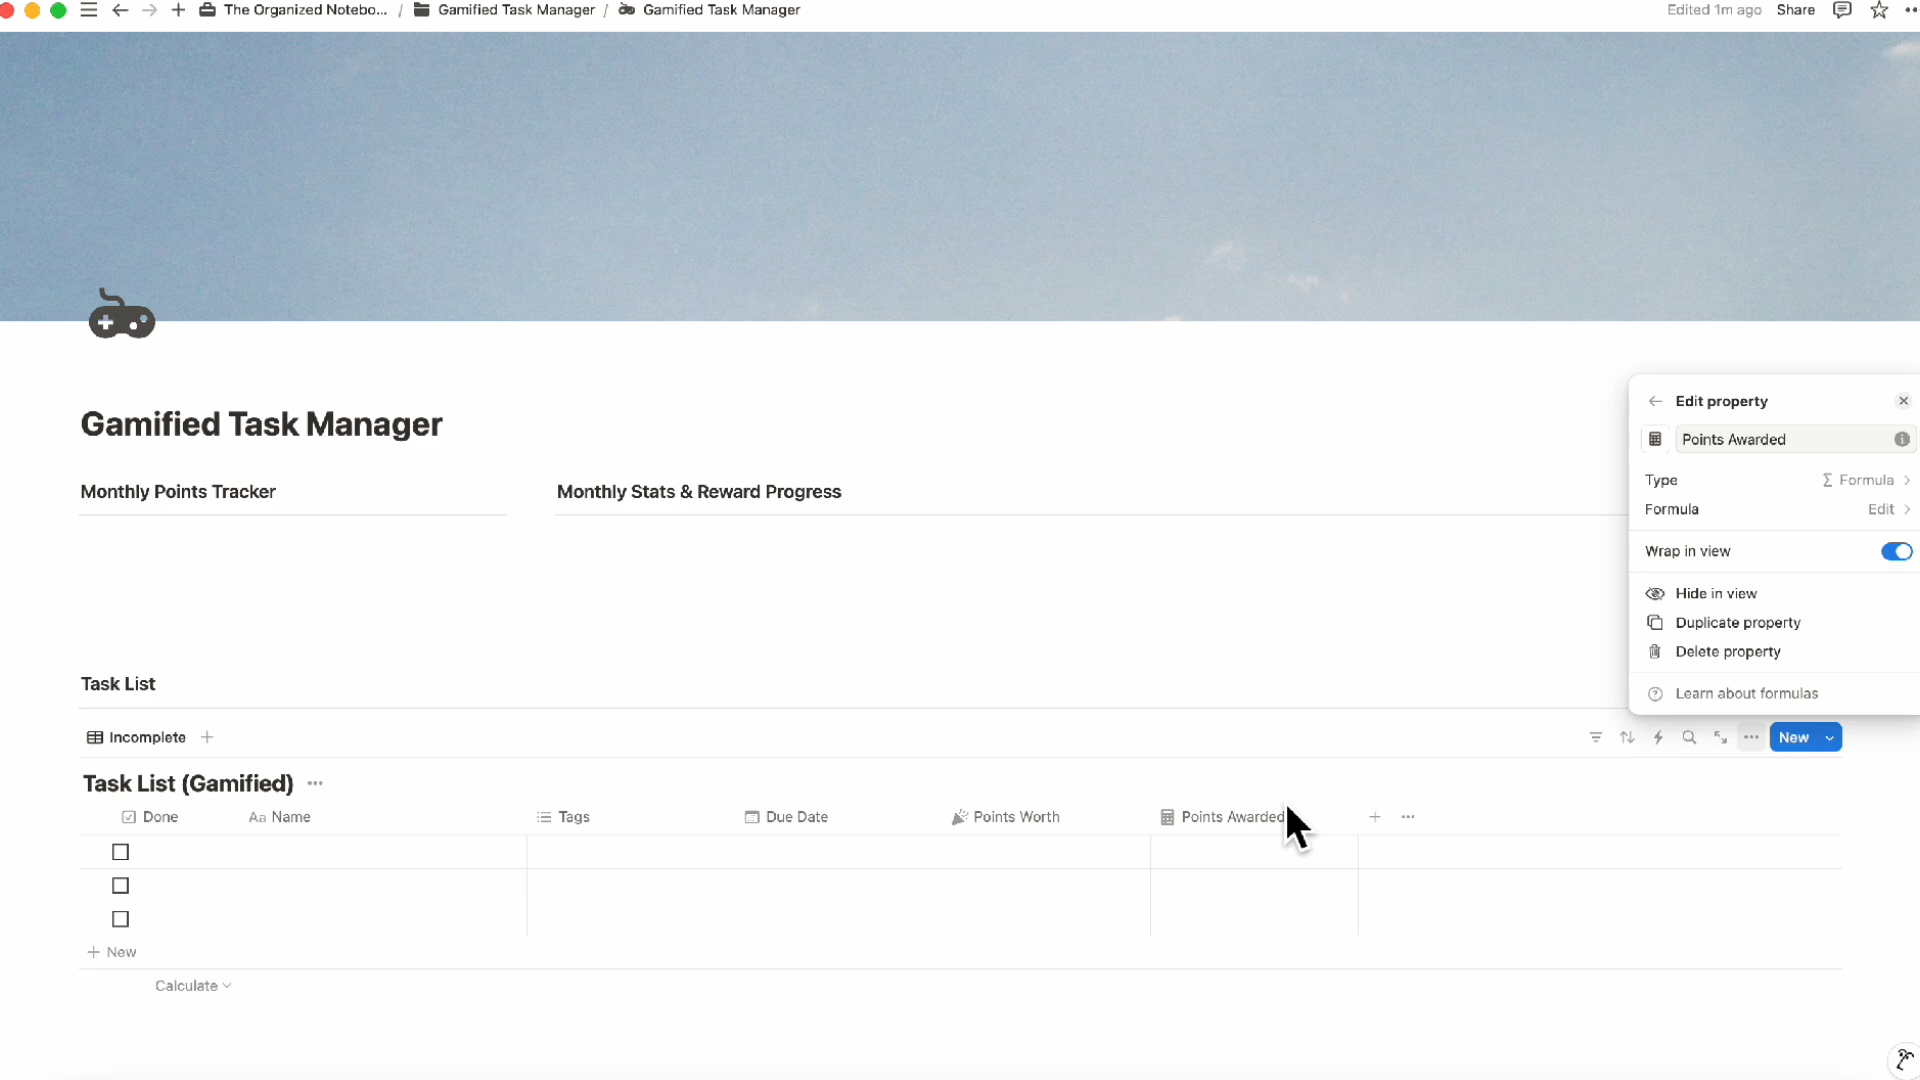 The Organized Notebo... / Gamified Task Manager / Gamified Task Manager
Edited 1m ago Share
Gamified Task Manager
Monthly Points Tracker
Monthly Stats & Reward Progress
Edit property
Points Awarded
Type Σ Formula
Formula Edit
Wrap in view
Hide in view
Duplicate property
Delete property
Learn about formulas
Task List
Incomplete
New
Task List (Gamified)
Done Aa Name Tags Due Date Points Worth Points Awarded
New
Calculate